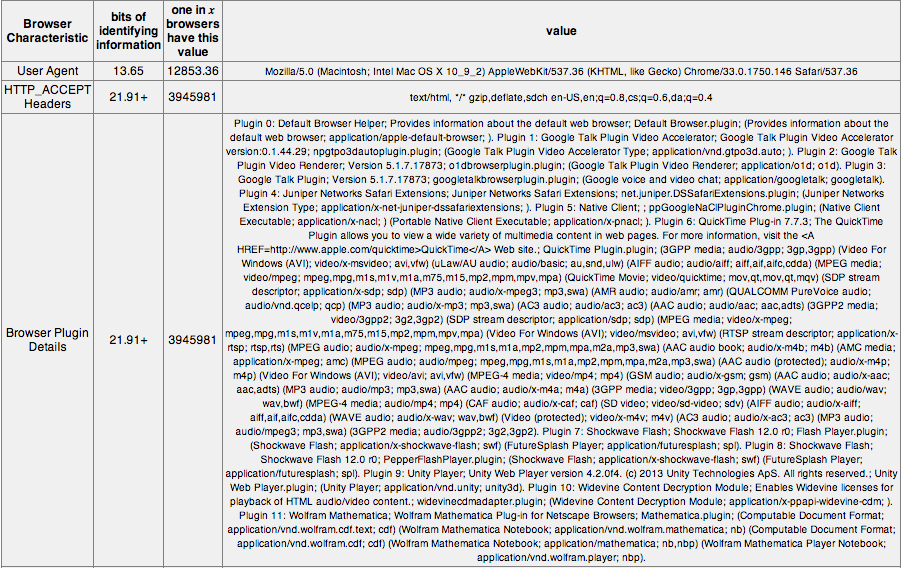 Browser Characteristic
bits of identifying information
one in x browsers have this value
value
User Agent
13.65
12853.36
Mozilla/5.0 (Macintosh; Intel Mac OS X 10_9_2) AppleWebKit/537.36 (KHTML, like Gecko) Chrome/33.0.1750.146 Safari/537.36
HTTP_ACCEPT Headers
21.91+
3945981
text/html, */* gzip,deflate,sdch en-US,en;q=0.8,cs;q=0.6,da;q=0.4
Browser Plugin Details
21.91+
3945981
Plugin 0: Default Browser Helper; Provides information about the default web browser; Default Browser.plugin; (Provides information about the
default web browser; application/apple-default-browser; ). Plugin 1: Google Talk Plugin Video Accelerator; Google Talk Plugin Video Accelerator
version:0.1.44.29; npgtpo3dautoplugin.plugin; (Google Talk Plugin Video Accelerator Type; application/vnd.gtpo3d.auto; ). Plugin 2: Google Talk
Plugin Video Renderer; Version 5.1.7.17873; o1dbrowserplugin.plugin; (Google Talk Plugin Video Renderer; application/o1d; o1d). Plugin 3:
Google Talk Plugin; Version 5.1.7.17873; googletalkbrowserplugin.plugin; (Google voice and video chat; application/googletalk; googletalk).
Plugin 4: Juniper Networks Safari Extensions; Juniper Networks Safari Extensions; net.juniper.DSSafariExtensions.plugin; (Juniper Networks
Extension Type; application/x-net-juniper-dssafariextensions; ). Plugin 5: Native Client; ; ppGoogleNaClPluginChrome.plugin; (Native Client
Executable; application/x-nacl; ) (Portable Native Client Executable; application/x-pnacl; ). Plugin 6: QuickTime Plug-in 7.7.3; The QuickTime
Plugin allows you to view a wide variety of multimedia content in web pages. For more information, visit the <A
HREF=http://www.apple.com/quicktime>QuickTime</A> Web site.; QuickTime Plugin.plugin; (3GPP media; audio/3gpp; 3gp,3gpp) (Video For
Windows (AVI); video/x-msvideo; avi,vfw) (uLaw/AU audio; audio/basic; au,snd,ulw) (AIFF audio; audio/aiff; aiff,aif,aifc,cdda) (MPEG media;
video/mpeg; mpeg,mpg,m1s,m1v,m1a,m75,m15,mp2,mpm,mpv,mpa) (QuickTime Movie; video/quicktime; mov,qt,mov,qt,mqv) (SDP stream
descriptor; application/x-sdp; sdp) (MP3 audio; audio/x-mpeg3; mp3,swa) (AMR audio; audio/amr; amr) (QUALCOMM PureVoice audio;
audio/vnd.qcelp; qcp) (MP3 audio; audio/x-mp3; mp3,swa) (AC3 audio; audio/ac3; ac3) (AAC audio; audio/aac; aac,adts) (3GPP2 media;
video/3gpp2; 3g2,3gp2) (SDP stream descriptor; application/sdp; sdp) (MPEG media; video/x-mpeg;
mpeg,mpg,m1s,m1v,m1a,m75,m15,mp2,mpm,mpv,mpa) (Video For Windows (AVI); video/msvideo; avi,vfw) (RTSP stream descriptor; application/x-
rtsp; rtsp,rts) (MPEG audio; audio/x-mpeg; mpeg,mpg,m1s,m1a,mp2,mpm,mpa,m2a,mp3,swa) (AAC audio book; audio/x-m4b; m4b) (AMC media;
application/x-mpeg; amc) (MPEG audio; audio/mpeg; mpeg,mpg,m1s,m1a,mp2,mpm,mpa,m2a,mp3,swa) (AAC audio (protected); audio/x-m4p;
m4p) (Video For Windows (AVI); video/avi; avi,vfw) (MPEG-4 media; video/mp4; mp4) (GSM audio; audio/x-gsm; gsm) (AAC audio; audio/x-aac;
aac,adts) (MP3 audio; audio/mp3; mp3,swa) (AAC audio; audio/x-m4a; m4a) (3GPP media; video/3gpp; 3gp,3gpp) (WAVE audio; audio/wav;
wav,bwf) (MPEG-4 media; audio/mp4; mp4) (CAF audio; audio/x-caf; caf) (SD video; video/sd-video; sdv) (AIFF audio; audio/x-aiff;
aiff,aif,aifc,cdda) (WAVE audio; audio/x-wav; wav,bwf) (Video (protected); video/x-m4v; m4v) (AC3 audio; audio/x-ac3; ac3) (MP3 audio;
audio/mpeg3; mp3,swa) (3GPP2 media; audio/3gpp2; 3g2,3gp2). Plugin 7: Shockwave Flash; Shockwave Flash 12.0 r0; Flash Player.plugin;
(Shockwave Flash; application/x-shockwave-flash; swf) (FutureSplash Player; application/futuresplash; spl). Plugin 8: Shockwave Flash;
Shockwave Flash 12.0 r0; PepperFlashPlayer.plugin; (Shockwave Flash; application/x-shockwave-flash; swf) (FutureSplash Player;
application/futuresplash; spl). Plugin 9: Unity Player; Unity Web Player version 4.2.0f4. (c) 2013 Unity Technologies ApS. All rights reserved.; Unity
Web Player.plugin; (Unity Player; application/vnd.unity; unity3d). Plugin 10: Widevine Content Decryption Module; Enables Widevine licenses for
playback of HTML audio/video content.; widevinecdmadapter.plugin; (Widevine Content Decryption Module; application/x-ppapi-widevine-cdm; ).
Plugin 11: Wolfram Mathematica; Wolfram Mathematica Plug-in for Netscape Browsers; Mathematica.plugin; (Computable Document Format;
application/vnd.wolfram.cdf.text; cdf) (Wolfram Mathematica Notebook; application/vnd.wolfram.mathematica; nb) (Computable Document Format;
application/vnd.wolfram.cdf; cdf) (Wolfram Mathematica Notebook; application/mathematica; nb,nbp) (Wolfram Mathematica Player Notebook;
application/vnd.wolfram.player; nbp).